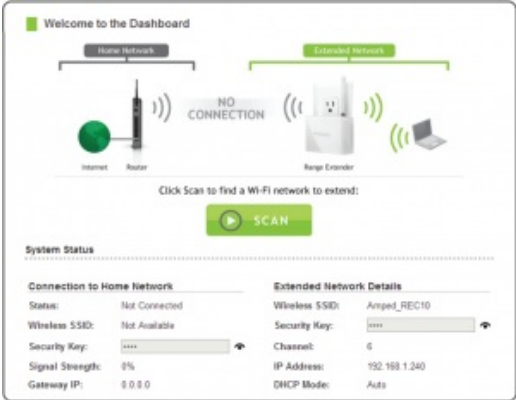 Welcome to the Dashboard
Home Network
Extended Network
NO
CONNECTION
Internet
Router
Range Extender
Click Scan to find a Wi-Fi network to extend:
SCAN
System Status
Connection to Home Network
Status: Not Connected
Wireless SSID: Not Available
Security Key: ****
Signal Strength: 0%
Gateway IP: 0.0.0.0
Extended Network Details
Wireless SSID: Amped_REC10
Security Key: ****
Channel: 6
IP Address: 192.168.1.240
DHCP Mode: Auto